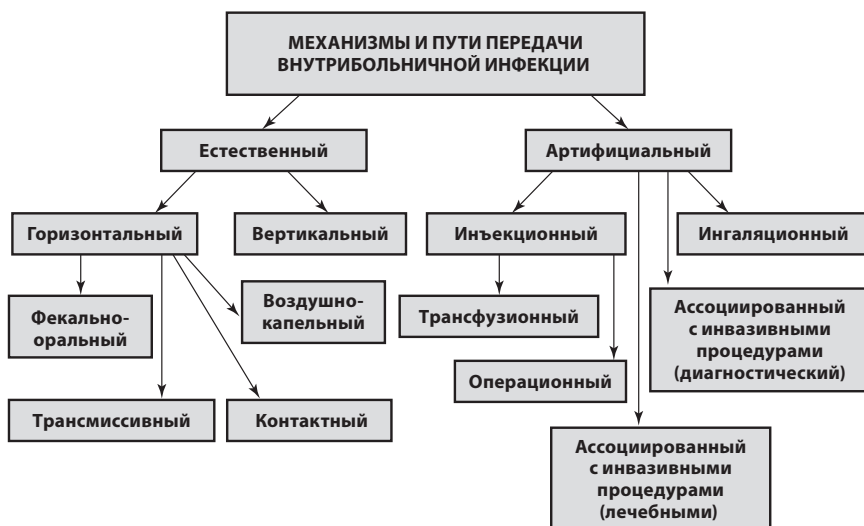 МЕХАНИЗМЫ И ПУТИ ПЕРЕДАЧИ
ВНУТРИБОЛЬНИЧНОЙ ИНФЕКЦИИ
Естественный
Артифициальный
Горизонтальный
Вертикальный
Инъекционный
Ингаляционный
Фекально-
оральный
Воздушно-
капельный
Трансфузионный
Ассоциированный
с инвазивными
процедурами
(диагностический)
Операционный
Трансмиссивный
Контактный
Ассоциированный
с инвазивными
процедурами
(лечебными)